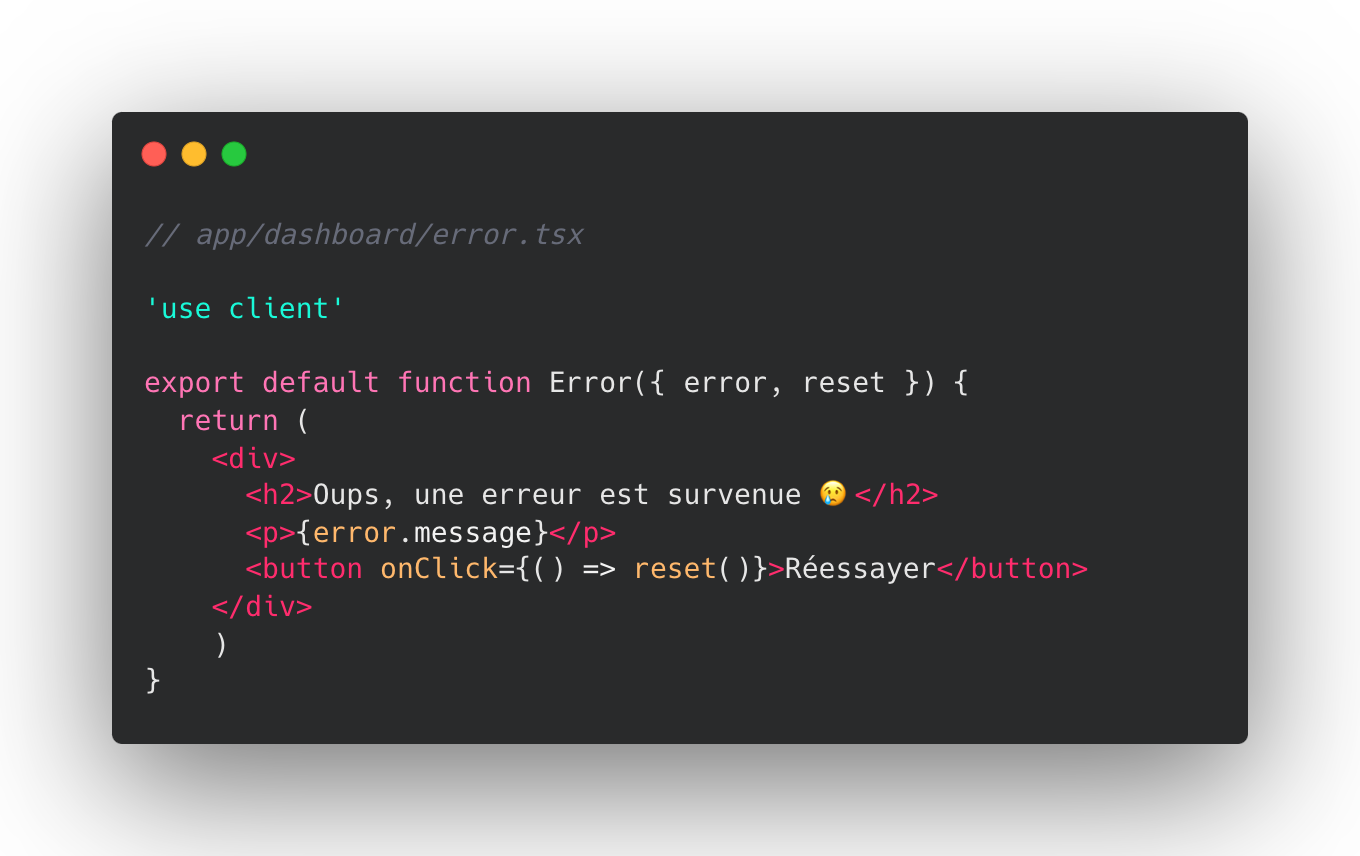 // app/dashboard/error.tsx
'use client'
export default function Error({ error, reset }) {
  return (
    <div>
      <h2>Oups, une erreur est survenue 😢</h2>
      <p>{error.message}</p>
      <button onClick={() => reset()}>Réessayer</button>
    </div>
    )
}